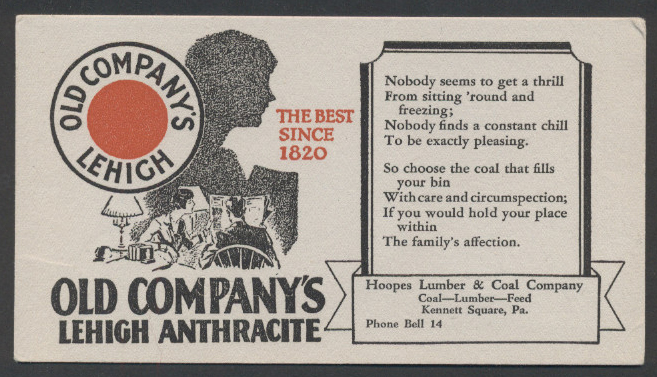 OLD COMPANY'S
LEHIGH
THE BEST
SINCE
1820
OLD COMPANY'S
LEHIGH ANTHRACITE
Nobody seems to get a thrill
From sitting 'round and
freezing;
Nobody finds a constant chill
To be exactly pleasing.
So choose the coal that fills
your bin
With care and circumspection;
If you would hold your place
within
The family's affection.
Hoopes Lumber & Coal Company
Coal—Lumber—Feed
Kennett Square, Pa.
Phone Bell 14